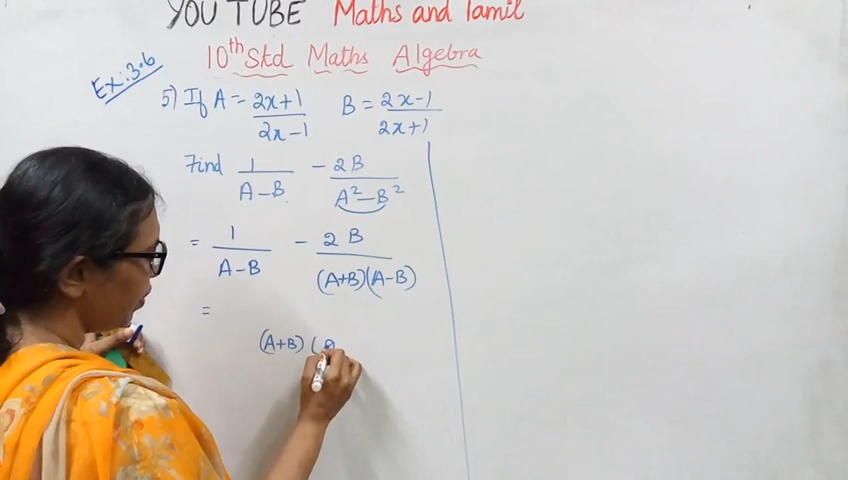 YOU TUBE Maths and Tamil
10th Std Maths Algebra
Ex:3.6
5) If A = 2x+1 / 2x-1 B = 2x-1 / 2x+1
Find 1 / A-B - 2B / A²-B²
= 1 / A-B - 2B / (A+B)(A-B)
=
(A+B) (A